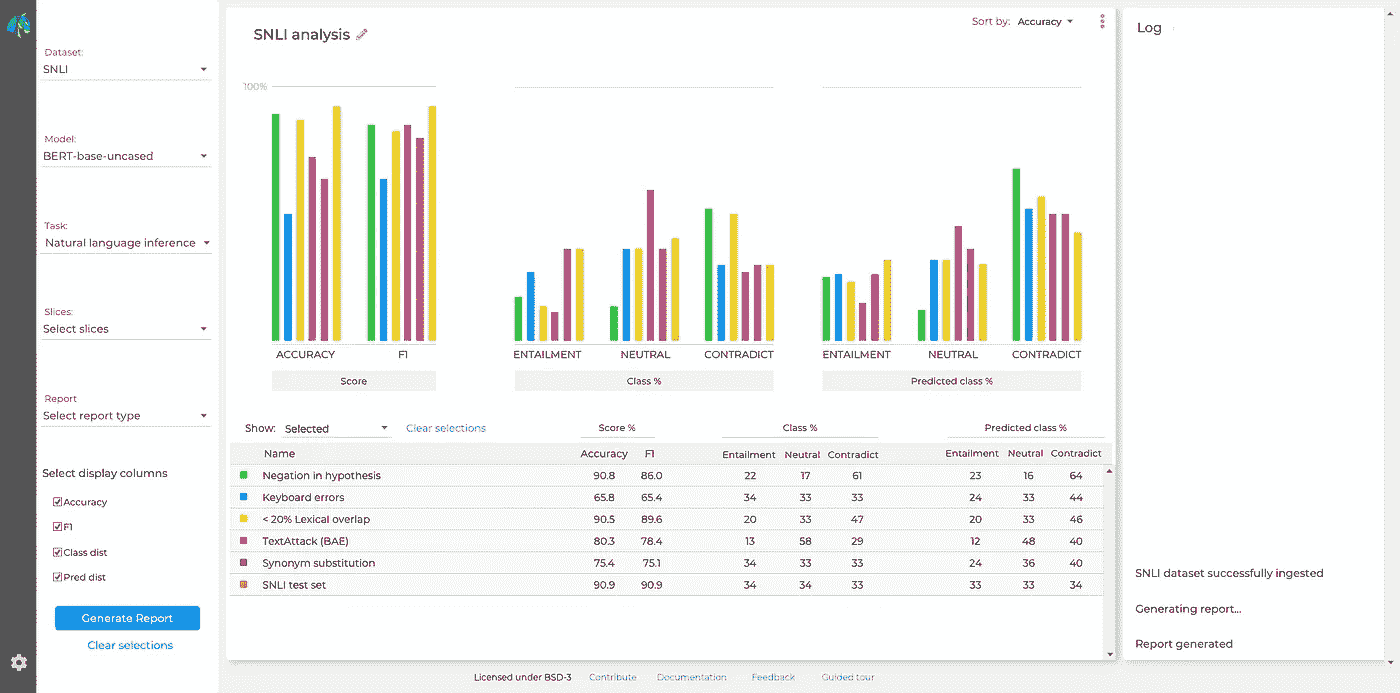 Dataset:
SNLI
Model:
BERT-base-uncased
Task:
Natural language inference
Slices:
Select slices
Report
Select report type
Select display columns
Accuracy
F1
Class dist
Pred dist
Generate Report
Clear selections
SNLI analysis
Sort by: Accuracy
100%
ACCURACY F1
Score
ENTAILMENT NEUTRAL CONTRADICT
Class %
ENTAILMENT NEUTRAL CONTRADICT
Predicted class %
Show: Selected Clear selections Score % Class % Predicted class %
Name Accuracy F1 Entailment Neutral Contradict Entailment Neutral Contradict
Negation in hypothesis 90.8 86.0 22 17 61 23 16 64
Keyboard errors 65.8 65.4 34 33 33 24 33 44
< 20% Lexical overlap 90.5 89.6 20 33 47 20 33 46
TextAttack (BAE) 80.3 78.4 13 58 29 12 48 40
Synonym substitution 75.4 75.1 34 33 33 24 36 40
SNLI test set 90.9 90.9 34 34 33 33 33 34
Log
SNLI dataset successfully ingested
Generating report...
Report generated
Licensed under BSD-3 Contribute Documentation Feedback Guided tour